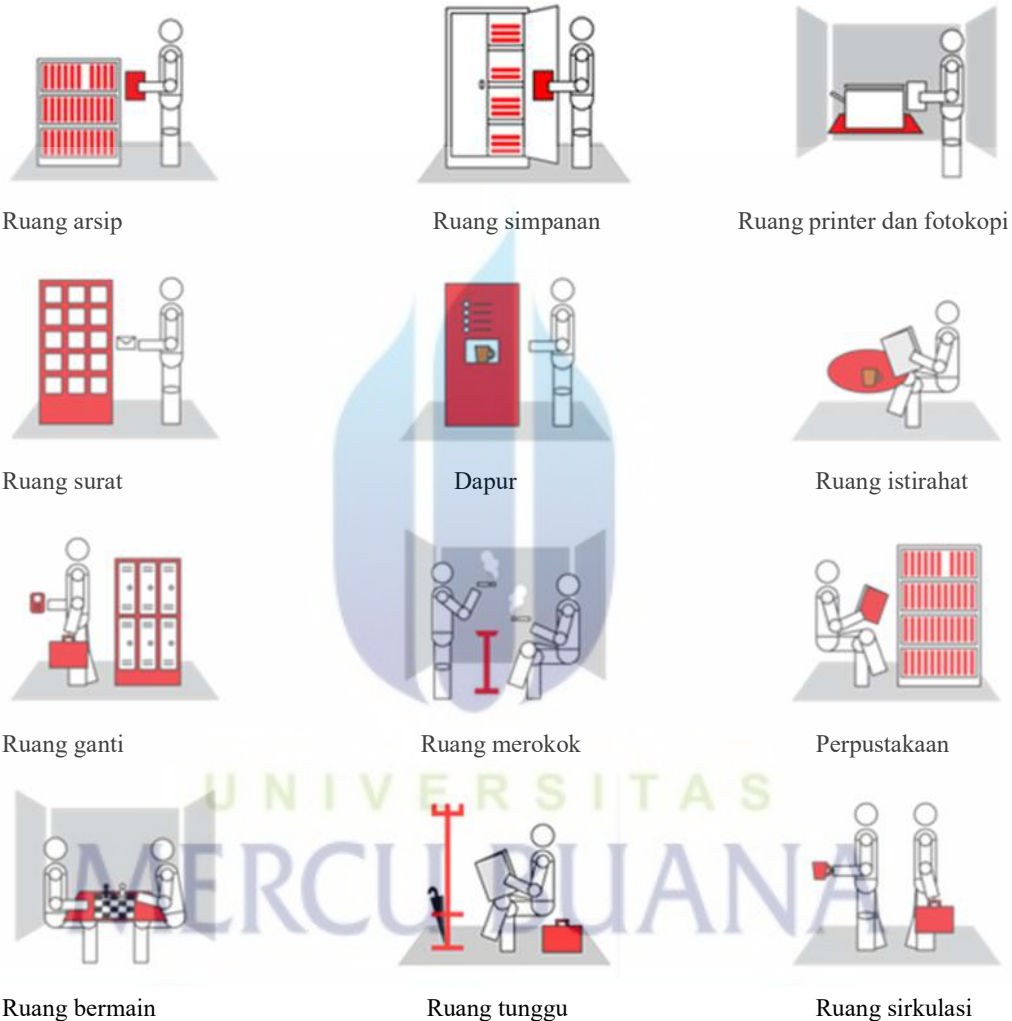 Ruang arsip
Ruang simpanan
Ruang printer dan fotokopi
Ruang surat
Dapur
Ruang istirahat
Ruang ganti
Ruang merokok
Perpustakaan
UNIVERSITAS
MERCU BUANA
Ruang bermain
Ruang tunggu
Ruang sirkulasi